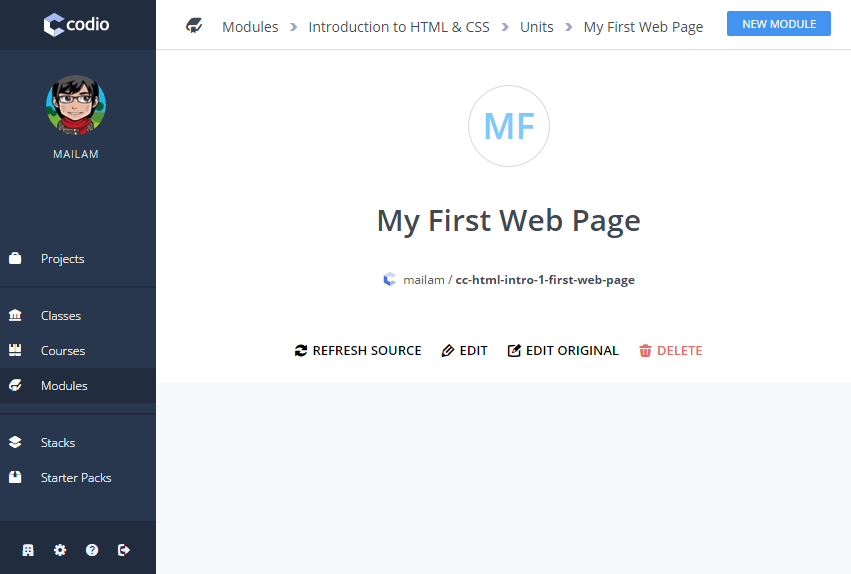 codio
MAILAM
Projects
Classes
Courses
Modules
Stacks
Starter Packs
Modules > Introduction to HTML & CSS > Units > My First Web Page
NEW MODULE
MF
My First Web Page
mailam / cc-html-intro-1-first-web-page
REFRESH SOURCE EDIT EDIT ORIGINAL DELETE